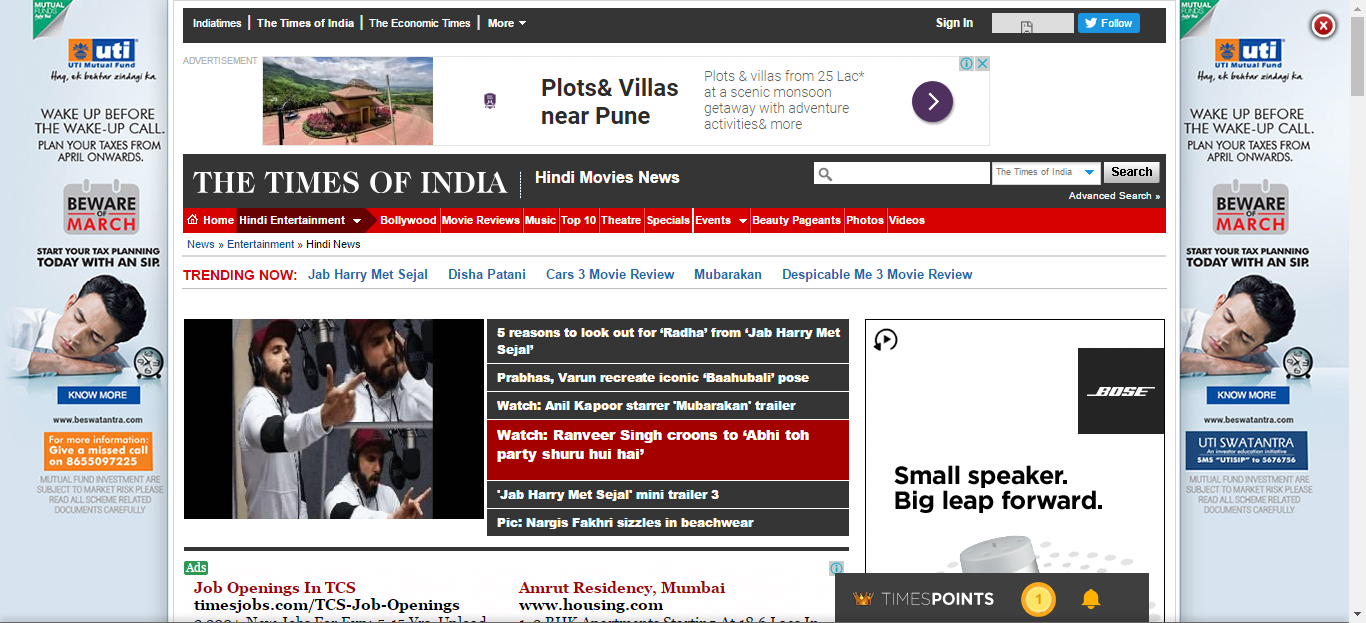 MUTUAL FUNDS
uti
UTI Mutual Fund
Haq, ek behtar zindagi ka
WAKE UP BEFORE
THE WAKE-UP CALL.
PLAN YOUR TAXES FROM
APRIL ONWARDS.
BEWARE
OF
MARCH
START YOUR TAX PLANNING
TODAY WITH AN SIP.
KNOW MORE
www.beswatantra.com
For more information:
Give a missed call
on 8655097225
MUTUAL FUND INVESTMENT ARE
SUBJECT TO MARKET RISK PLEASE
READ ALL SCHEME RELATED
DOCUMENTS CAREFULLY
Indiatimes | The Times of India | The Economic Times | More
Sign In
Follow
ADVERTISEMENT
Plots& Villas
near Pune
Plots & villas from 25 Lac*
at a scenic monsoon
getaway with adventure
activities& more
THE TIMES OF INDIA
Hindi Movies News
The Times of India
Search
Advanced Search »
Home Hindi Entertainment Bollywood Movie Reviews Music Top 10 Theatre Specials Events Beauty Pageants Photos Videos
News » Entertainment » Hindi News
TRENDING NOW: Jab Harry Met Sejal Disha Patani Cars 3 Movie Review Mubarakan Despicable Me 3 Movie Review
5 reasons to look out for ‘Radha’ from ‘Jab Harry Met
Sejal’
Prabhas, Varun recreate iconic ‘Baahubali’ pose
Watch: Anil Kapoor starrer 'Mubarakan' trailer
Watch: Ranveer Singh croons to ‘Abhi toh
party shuru hui hai’
'Jab Harry Met Sejal' mini trailer 3
Pic: Nargis Fakhri sizzles in beachwear
BOSE
Small speaker.
Big leap forward.
Ads
Job Openings In TCS
timesjobs.com/TCS-Job-Openings
Amrut Residency, Mumbai
www.housing.com
TIMESPOINTS
1
MUTUAL FUNDS
uti
UTI Mutual Fund
Haq, ek behtar zindagi ka
WAKE UP BEFORE
THE WAKE-UP CALL.
PLAN YOUR TAXES FROM
APRIL ONWARDS.
BEWARE
OF
MARCH
START YOUR TAX PLANNING
TODAY WITH AN SIP.
KNOW MORE
www.beswatantra.com
UTI SWATANTRA
An investor education initiative
SMS "UTISIP" to 5676756
MUTUAL FUND INVESTMENT ARE
SUBJECT TO MARKET RISK PLEASE
READ ALL SCHEME RELATED
DOCUMENTS CAREFULLY